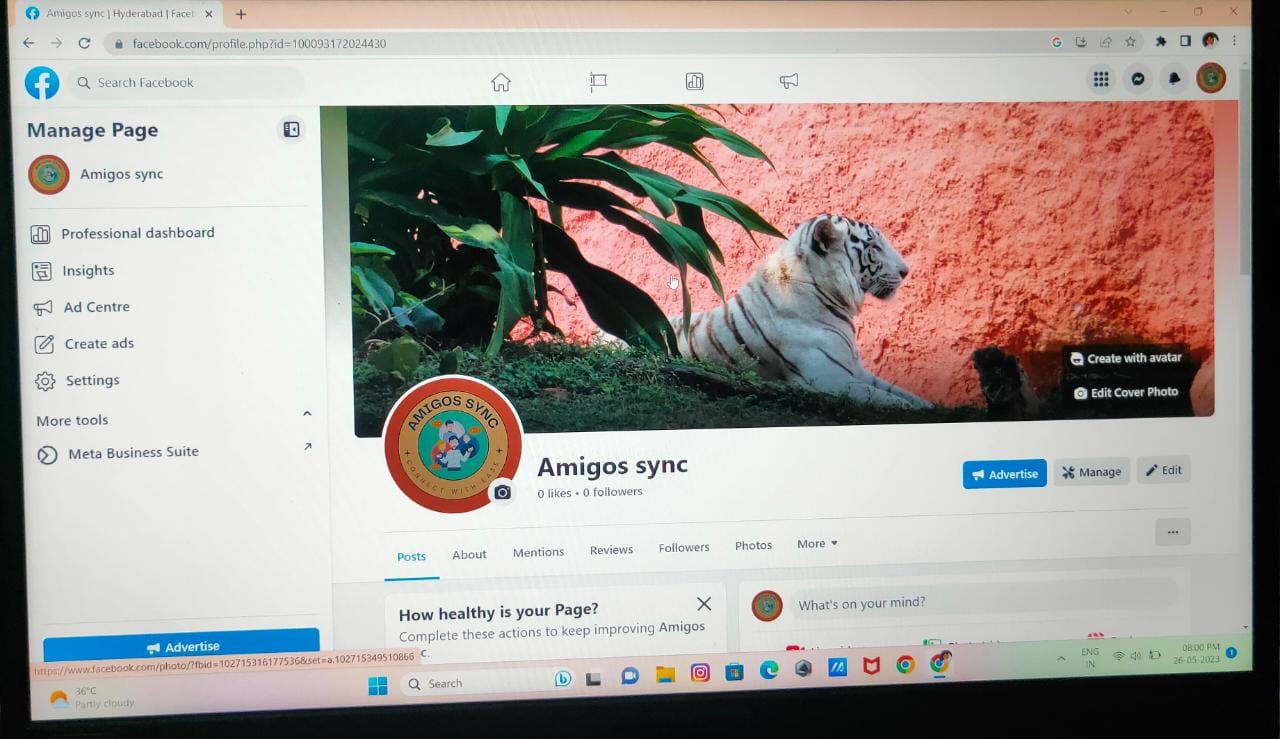 Amigos sync | Hyderabad | Faceb
facebook.com/profile.php?id=100093172024430
Search Facebook
Manage Page
Amigos sync
Professional dashboard
Insights
Ad Centre
Create ads
Settings
More tools
Meta Business Suite
Advertise
Create with avatar
Edit Cover Photo
AMIGOS SYNC
CONNECT WITH EASE
Amigos sync
0 likes • 0 followers
Advertise
Manage
Edit
Posts
About
Mentions
Reviews
Followers
Photos
More
...
How healthy is your Page?
Complete these actions to keep improving Amigos
c.
What's on your mind?
https://www.facebook.com/photo/?fbid=102715316177536&set=a.102715349510866
36°C
Partly cloudy
Search
ENG
IN
08:00 PM
26-05-2023
1